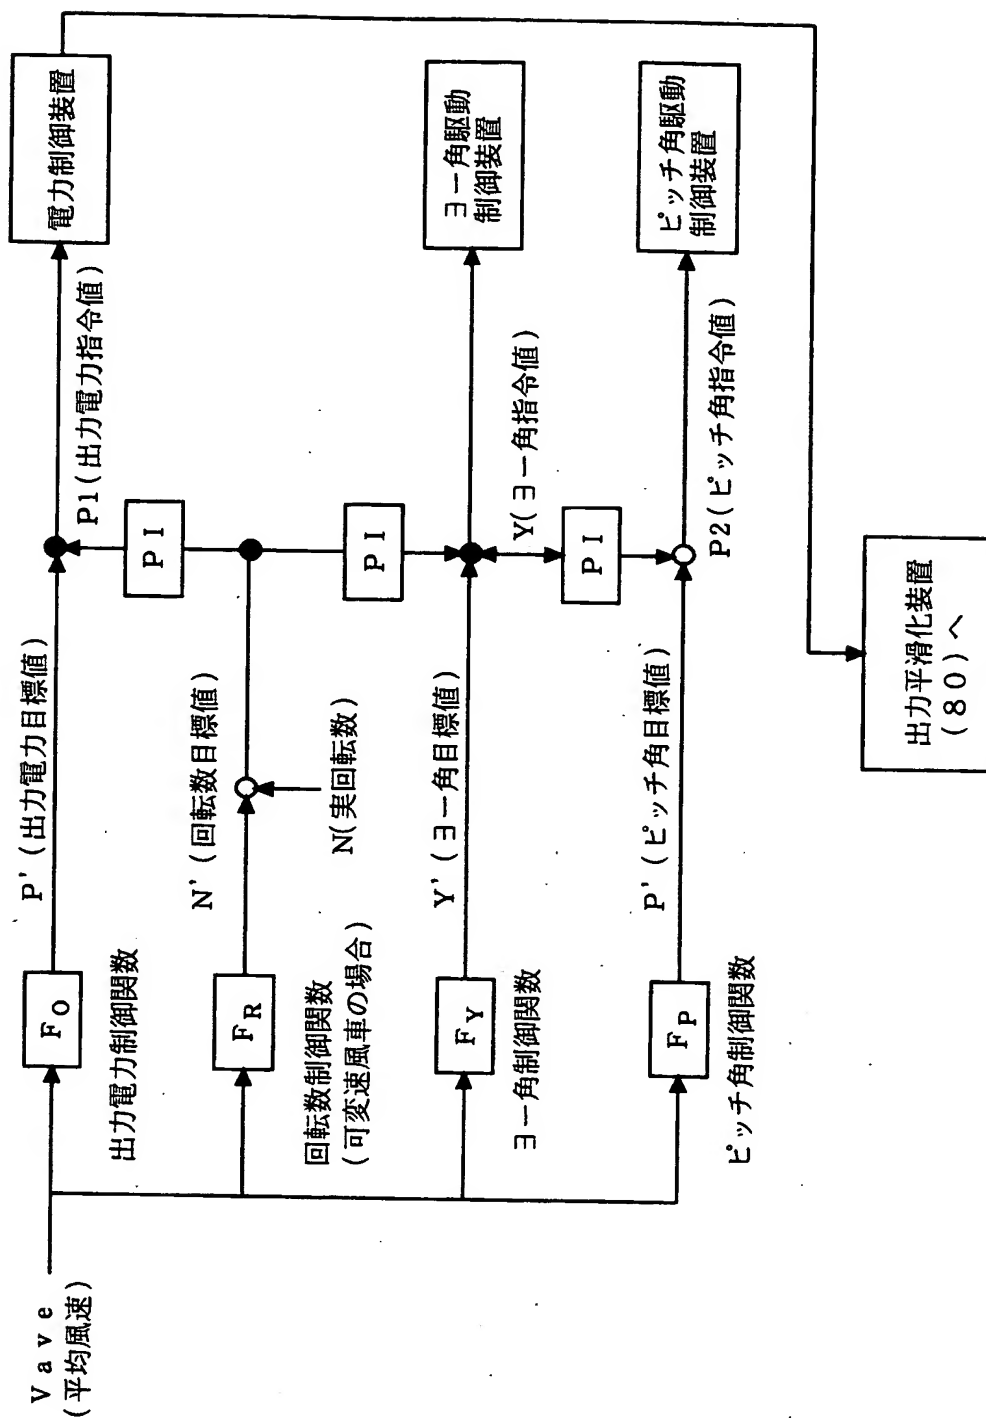 Vave
(平均風速)
FO
出力電力制御関数
P'(出力電力目標値)
PI
P1(出力電力指令値)
電力制御装置
FR
回転数制御関数
(可変速風車の場合)
N'(回転数目標値)
N(実回転数)
PI
FY
ヨー角制御関数
Y'(ヨー角目標値)
Y(ヨー角指令値)
ヨー角駆動
制御装置
PI
FP
ピッチ角制御関数
P'(ピッチ角目標値)
P2(ピッチ角指令値)
ピッチ角駆動
制御装置
出力平滑化装置
(80)へ